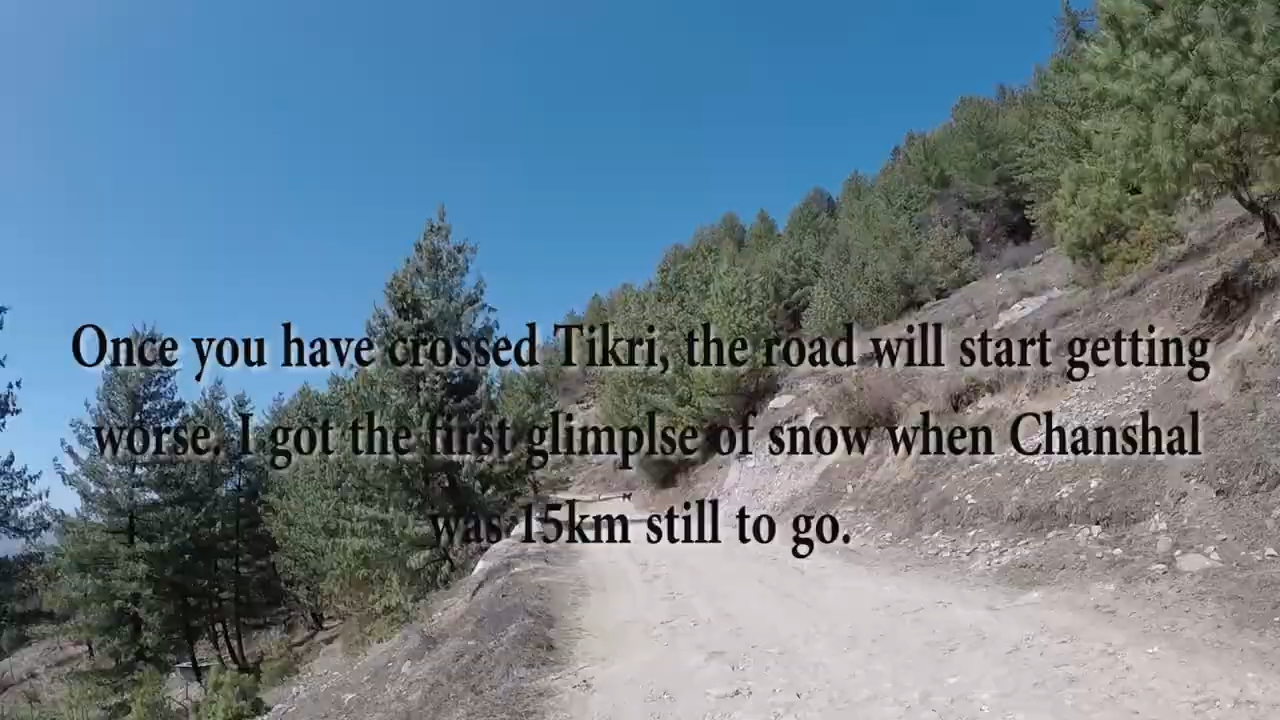 Once you have crossed Tikri, the road will start getting
worse. I got the first glimplse of snow when Chanshal
was 15km still to go.